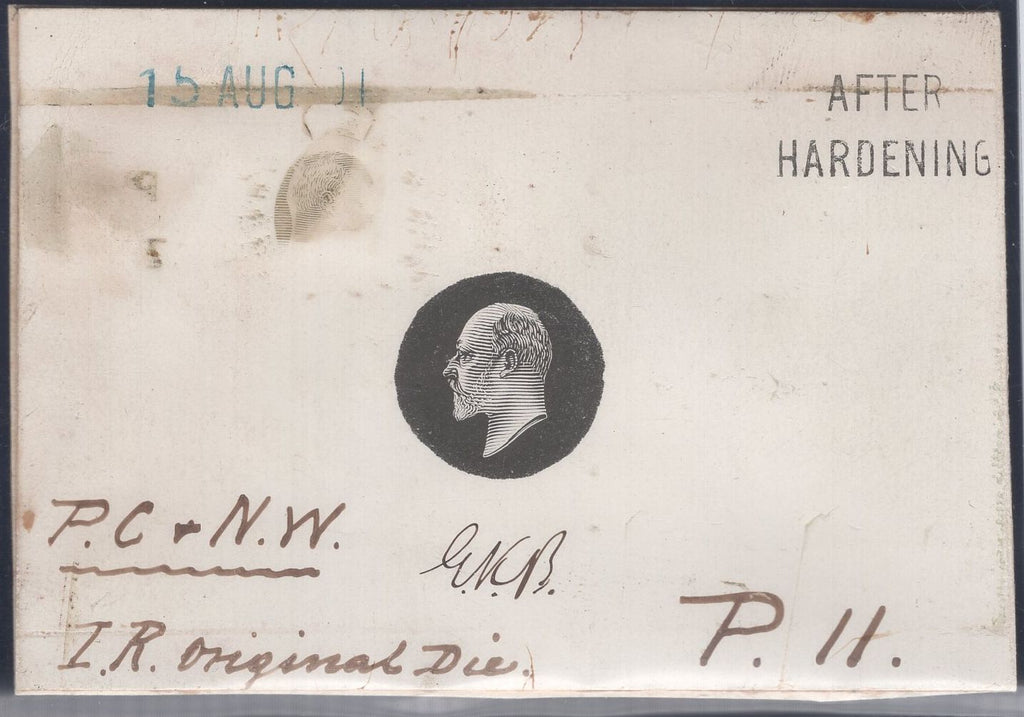 15 AUG 01
AFTER
HARDENING
P.C & N.W.
G.K.B.
I.R. Original Die.
P. 11.